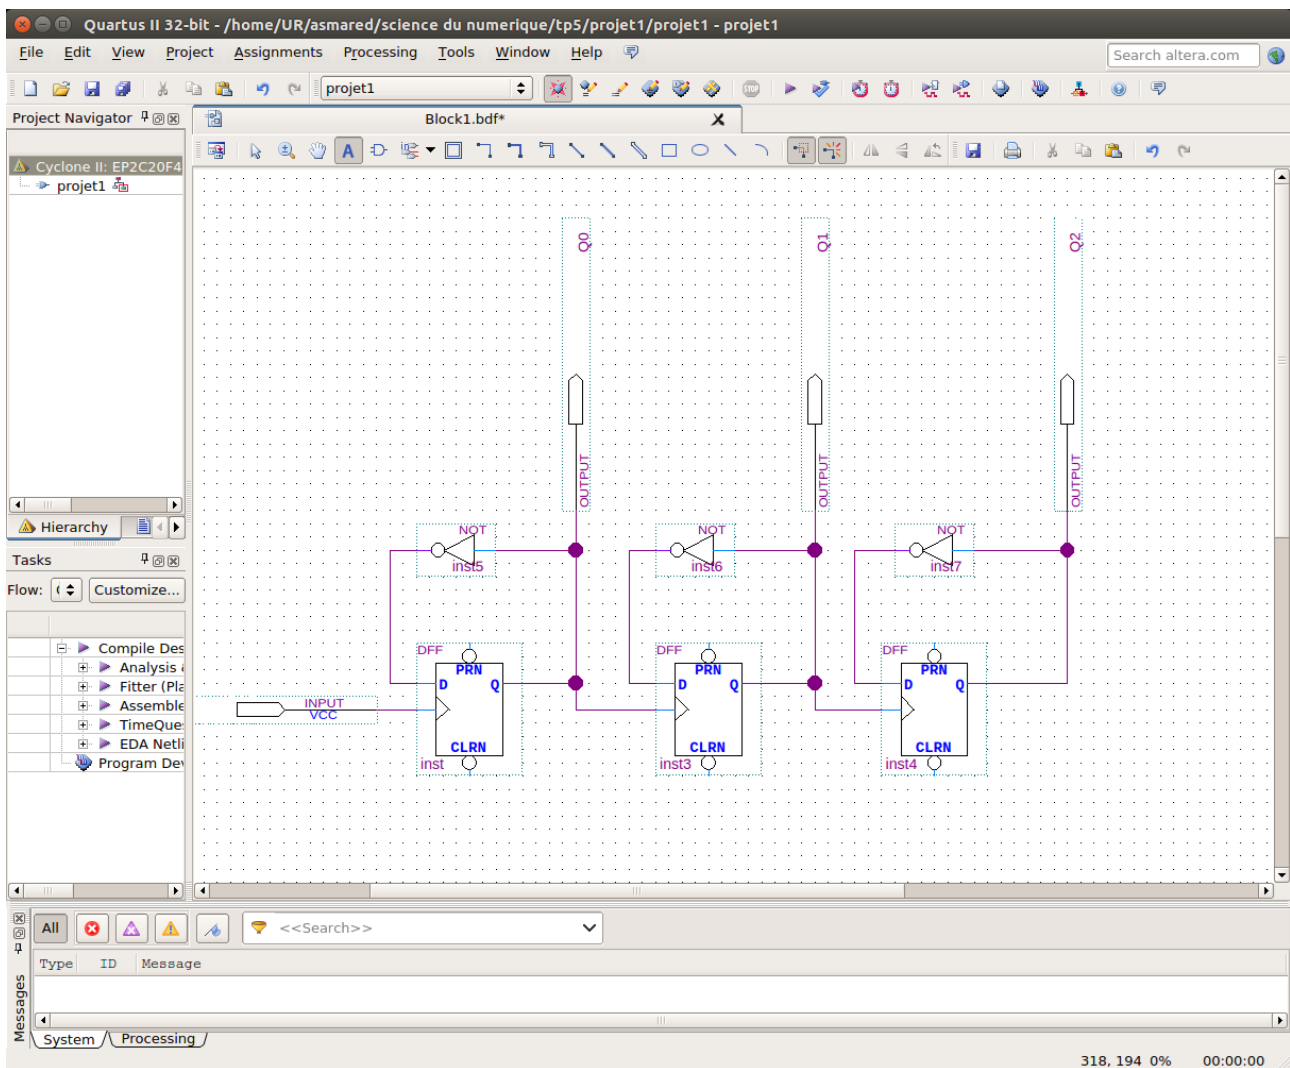 Quartus II 32-bit - /home/UR/asmared/science du numerique/tp5/projet1/projet1 - projet1
File Edit View Project Assignments Processing Tools Window Help
Search altera.com
projet1
STOP
Project Navigator
Block1.bdf*
A
Cyclone II: EP2C20F4
projet1
Q0
Q1
Q2
OUTPUT
OUTPUT
OUTPUT
Hierarchy
NOT
inst5
NOT
inst6
NOT
inst7
Tasks
Flow: ( Customize...
Compile Des
Analysis
Fitter (Pla
Assemble
TimeQue
EDA Netli
Program Dev
INPUT
VCC
DFF
PRN
D Q
CLRN
inst
DFF
PRN
D Q
CLRN
inst3
DFF
PRN
D Q
CLRN
inst4
All
<<Search>>
Type ID Message
Messages
System Processing
318, 194 0% 00:00:00